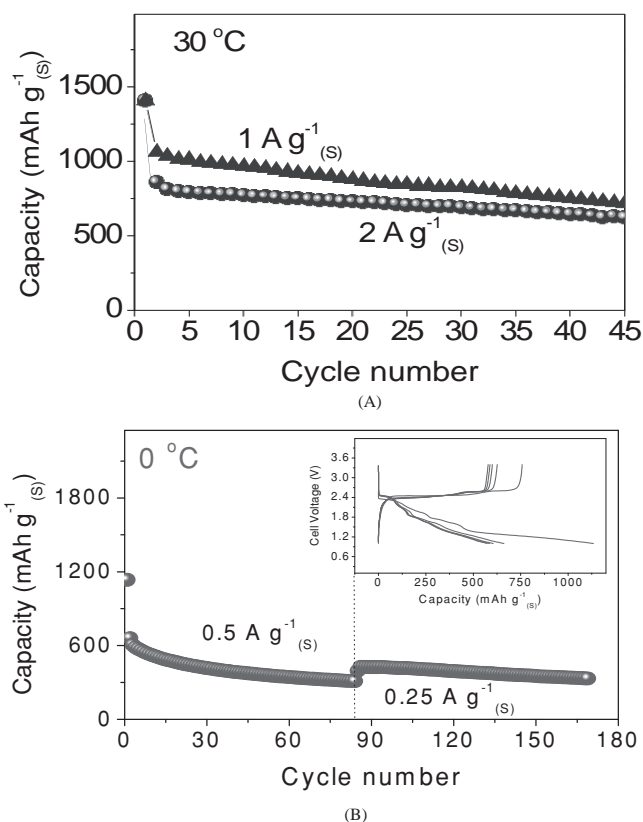 30 °C
1500
1000
500
0
Capacity (mAh g⁻¹(S))
1 A g⁻¹(S)
2 A g⁻¹(S)
0 5 10 15 20 25 30 35 40 45
Cycle number
(A)
0 °C
1800
1200
600
0
Capacity (mAh g⁻¹(S))
3.6
3.0
2.4
1.8
1.2
0.6
Cell Voltage (V)
0 250 500 750 1000
Capacity (mAh g⁻¹(S))
0.5 A g⁻¹(S)
0.25 A g⁻¹(S)
0 30 60 90 120 150 180
Cycle number
(B)